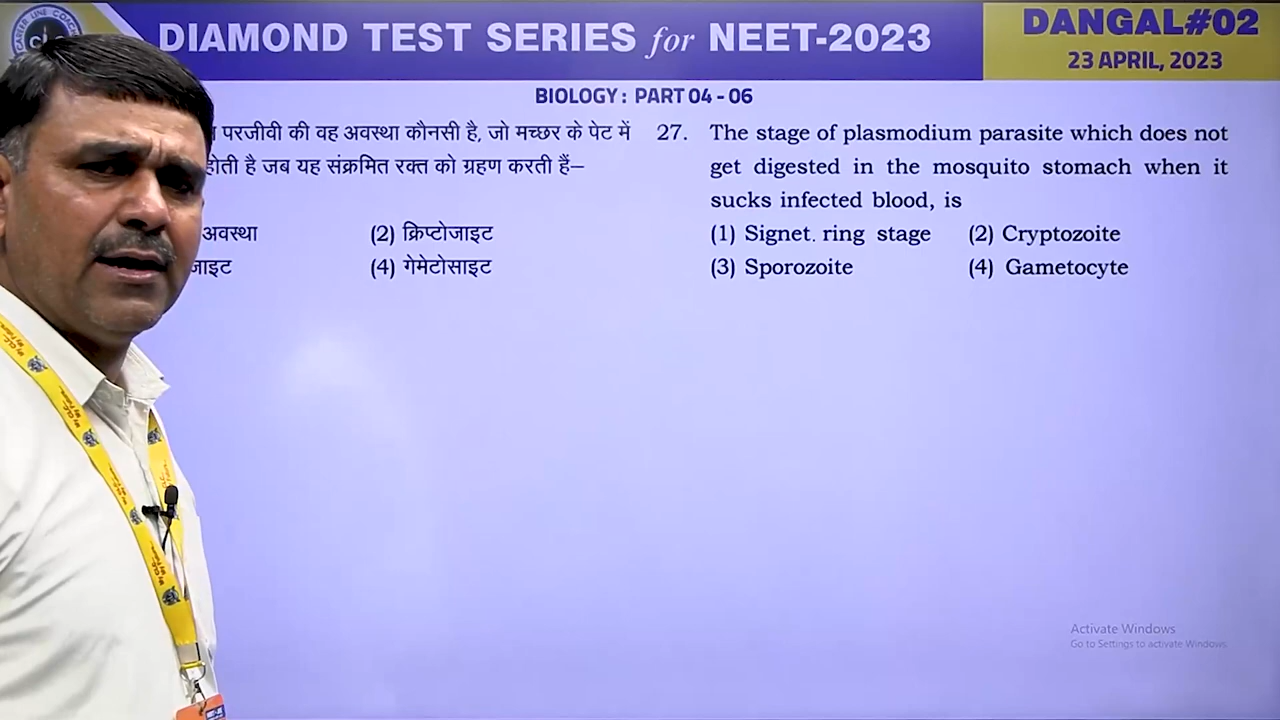 DIAMOND TEST SERIES for NEET-2023
DANGAL#02
23 APRIL, 2023
BIOLOGY : PART 04 - 06
परजीवी की वह अवस्था कौनसी है, जो मच्छर के पेट में
होती है जब यह संक्रमित रक्त को ग्रहण करती हैं–
अवस्था (2) क्रिप्टोजाइट
(4) गेमेटोसाइट
27. The stage of plasmodium parasite which does not
get digested in the mosquito stomach when it
sucks infected blood, is
(1) Signet. ring stage (2) Cryptozoite
(3) Sporozoite (4) Gametocyte
Activate Windows
Go to Settings to activate Windows.